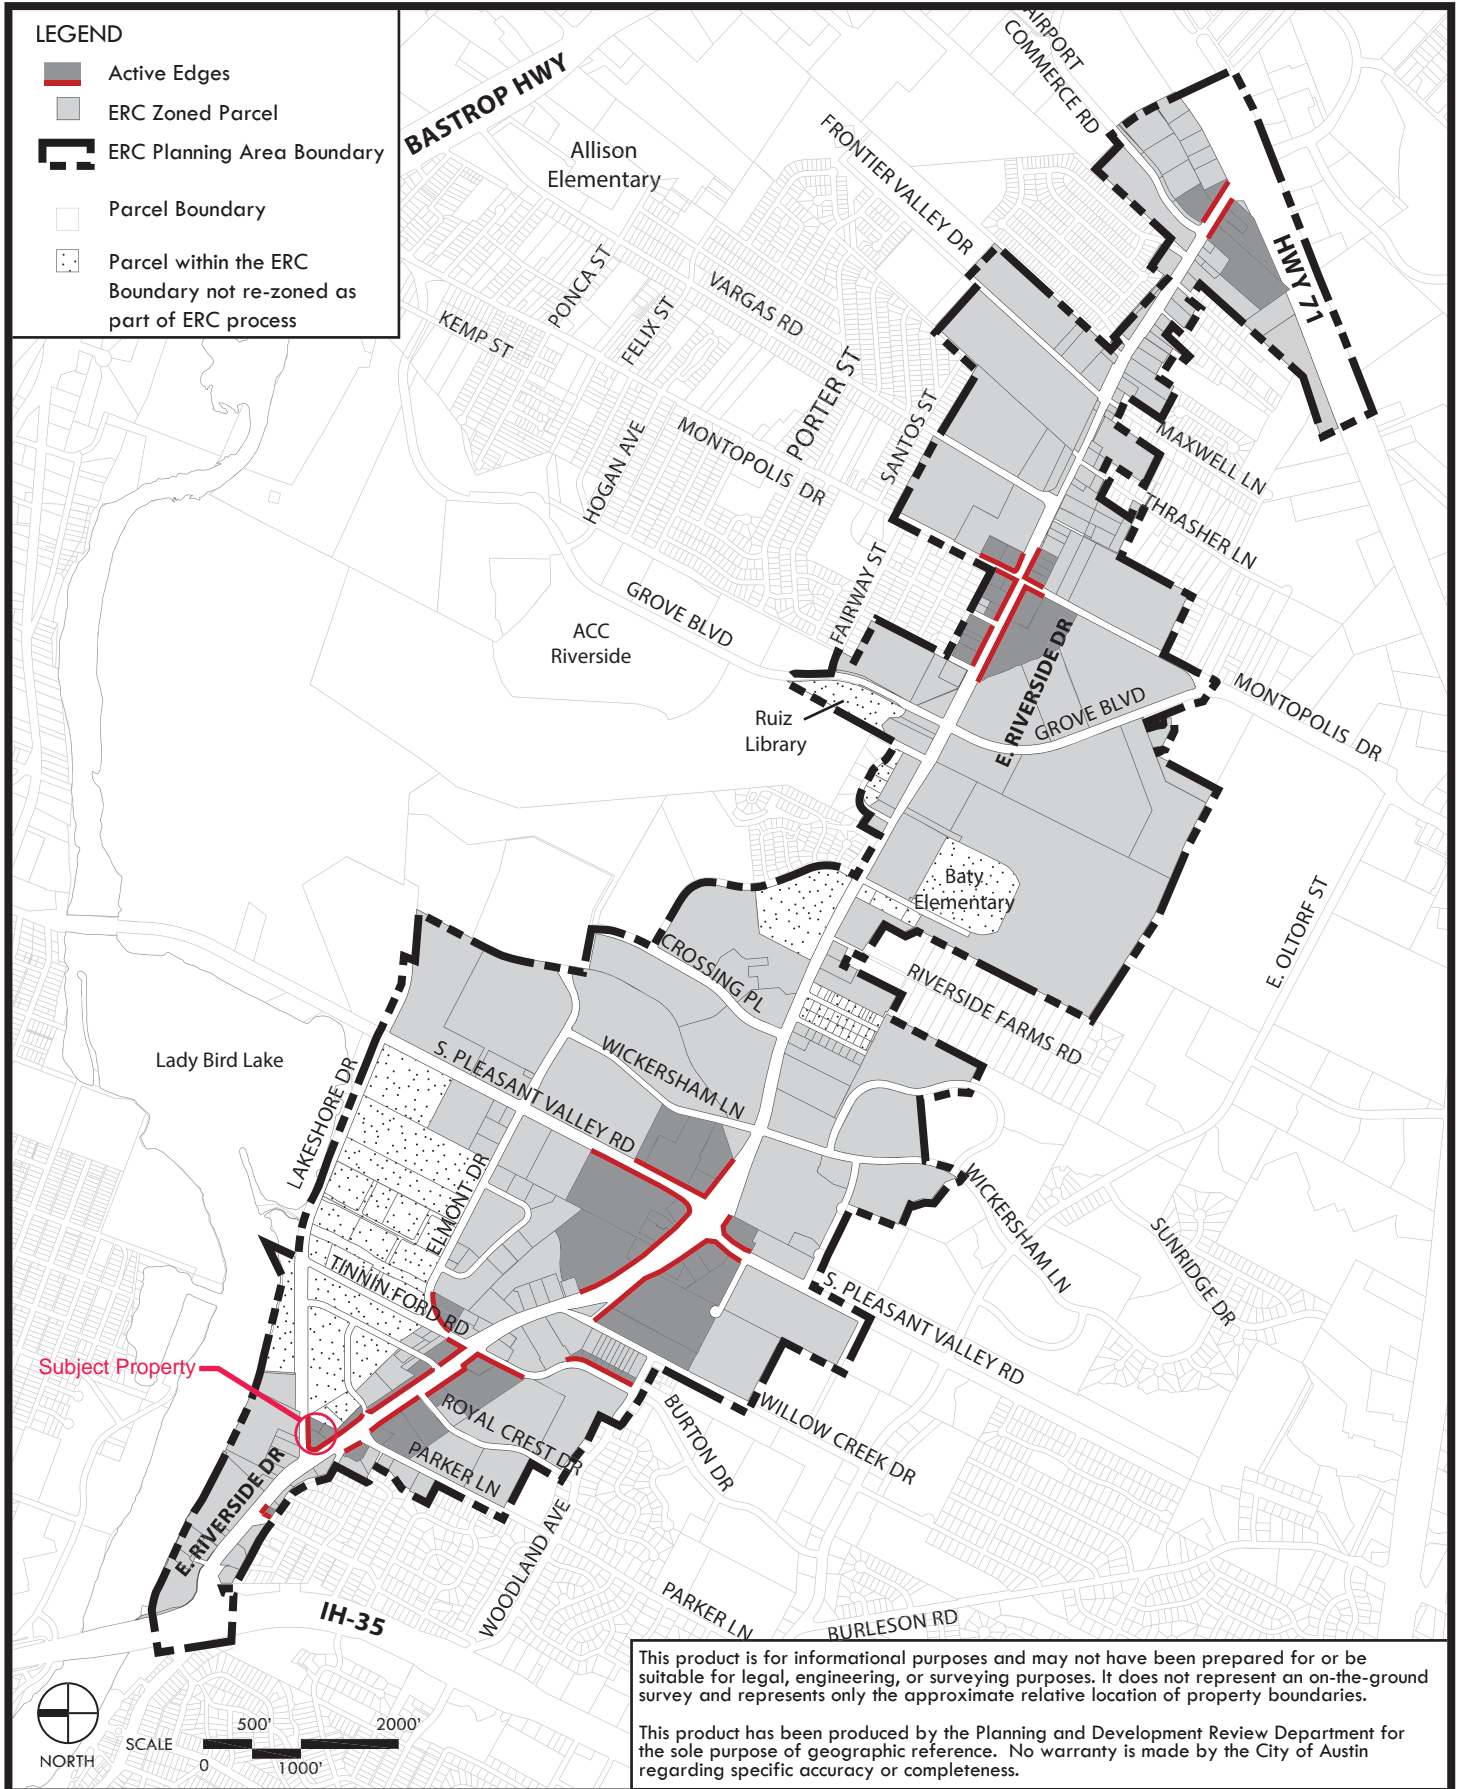 LEGEND
Active Edges
ERC Zoned Parcel
ERC Planning Area Boundary
Parcel Boundary
Parcel within the ERC
Boundary not re-zoned as
part of ERC process
BASTROP HWY
AIRPORT
COMMERCE RD
Allison
Elementary
FRONTIER VALLEY DR
HWY 71
PONCA ST
VARGAS RD
KEMP ST
FELIX ST
PORTER ST
SANTOS ST
MAXWELL LN
MONTOPOLIS DR
HOGAN AVE
THRASHER LN
FAIRWAY ST
GROVE BLVD
ACC
Riverside
E. RIVERSIDE DR
GROVE BLVD
MONTOPOLIS DR
Ruiz
Library
Baty
Elementary
E. OLTORF ST
CROSSING PL
RIVERSIDE FARMS RD
Lady Bird Lake
LAKESHORE DR
S. PLEASANT VALLEY RD
WICKERSHAM LN
ELMONT DR
WICKERSHAM LN
SUNRIDGE DR
TINNIN FORD RD
S. PLEASANT VALLEY RD
Subject Property
ROYAL CREST DR
BURTON DR
WILLOW CREEK DR
PARKER LN
E. RIVERSIDE DR
WOODLAND AVE
IH-35
PARKER LN
BURLESON RD
NORTH
SCALE
500'
2000'
0
1000'
This product is for informational purposes and may not have been prepared for or be
suitable for legal, engineering, or surveying purposes. It does not represent an on-the-ground
survey and represents only the approximate relative location of property boundaries.
This product has been produced by the Planning and Development Review Department for
the sole purpose of geographic reference. No warranty is made by the City of Austin
regarding specific accuracy or completeness.